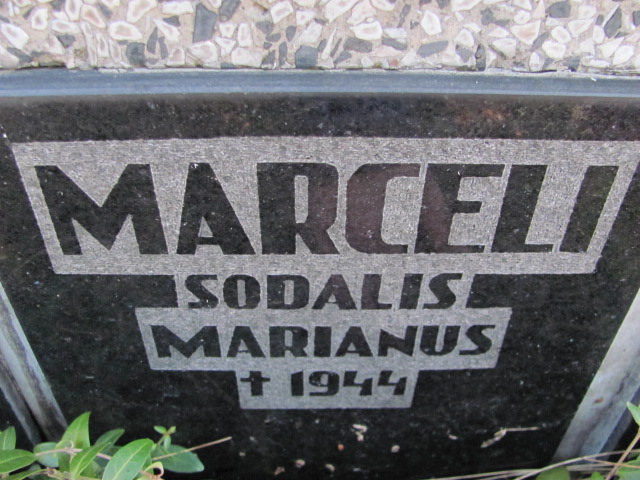 MARCELI
SODALIS
MARIANUS
† 1944